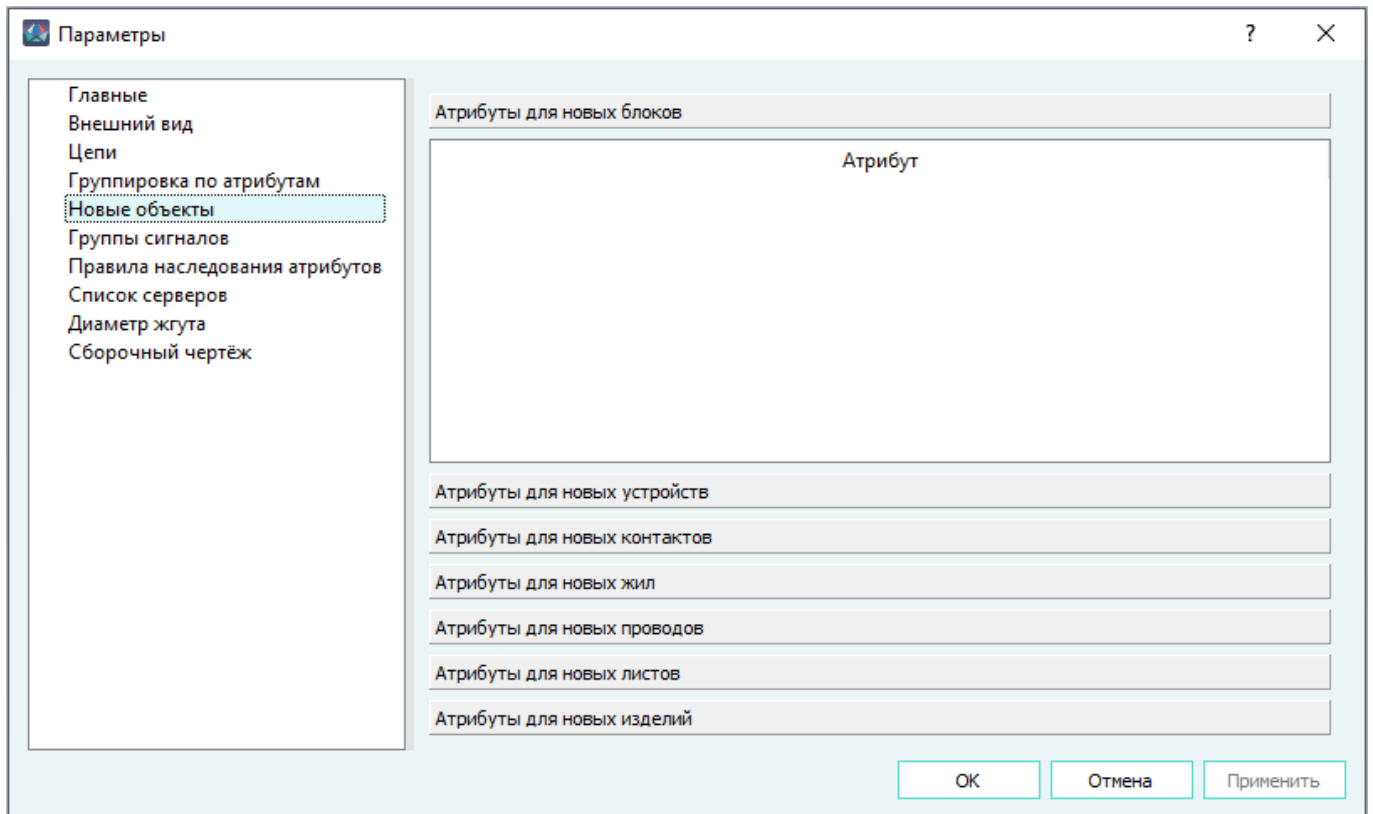 Параметры
?
Главные
Внешний вид
Цепи
Группировка по атрибутам
Новые объекты
Группы сигналов
Правила наследования атрибутов
Список серверов
Диаметр жгута
Сборочный чертёж
Атрибуты для новых блоков
Атрибут
Атрибуты для новых устройств
Атрибуты для новых контактов
Атрибуты для новых жил
Атрибуты для новых проводов
Атрибуты для новых листов
Атрибуты для новых изделий
ОК
Отмена
Применить